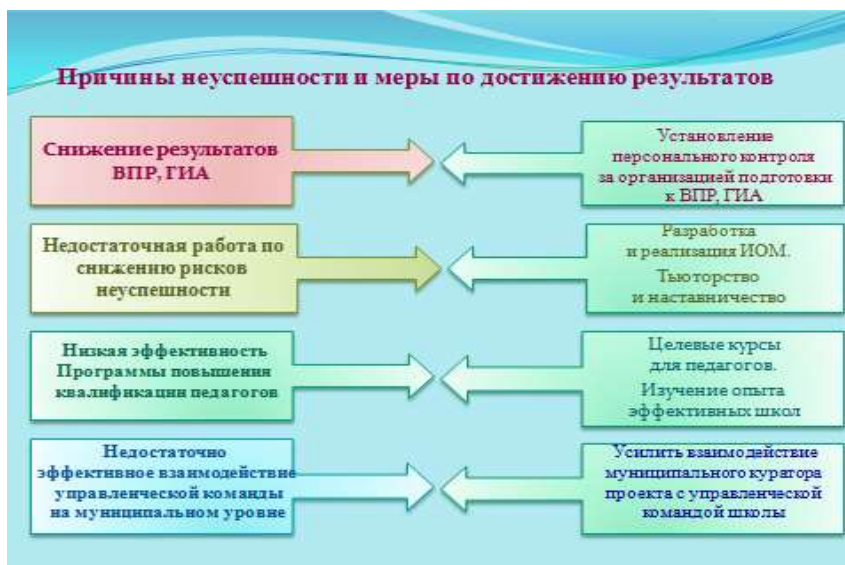 Причины неуспешности и меры по достижению результатов
Снижение результатов
ВПР, ГИА
Установление
персонального контроля
за организацией подготовки
к ВПР, ГИА
Недостаточная работа по
снижению рисков
неуспешности
Разработка
и реализация ИОМ.
Тьюторство
и наставничество
Низкая эффективность
Программы повышения
квалификации педагогов
Целевые курсы
для педагогов.
Изучение опыта
эффективных школ
Недостаточно
эффективное взаимодействие
управленческой команды
на муниципальном уровне
Усилить взаимодействие
муниципального куратора
проекта с управленческой
командой школы